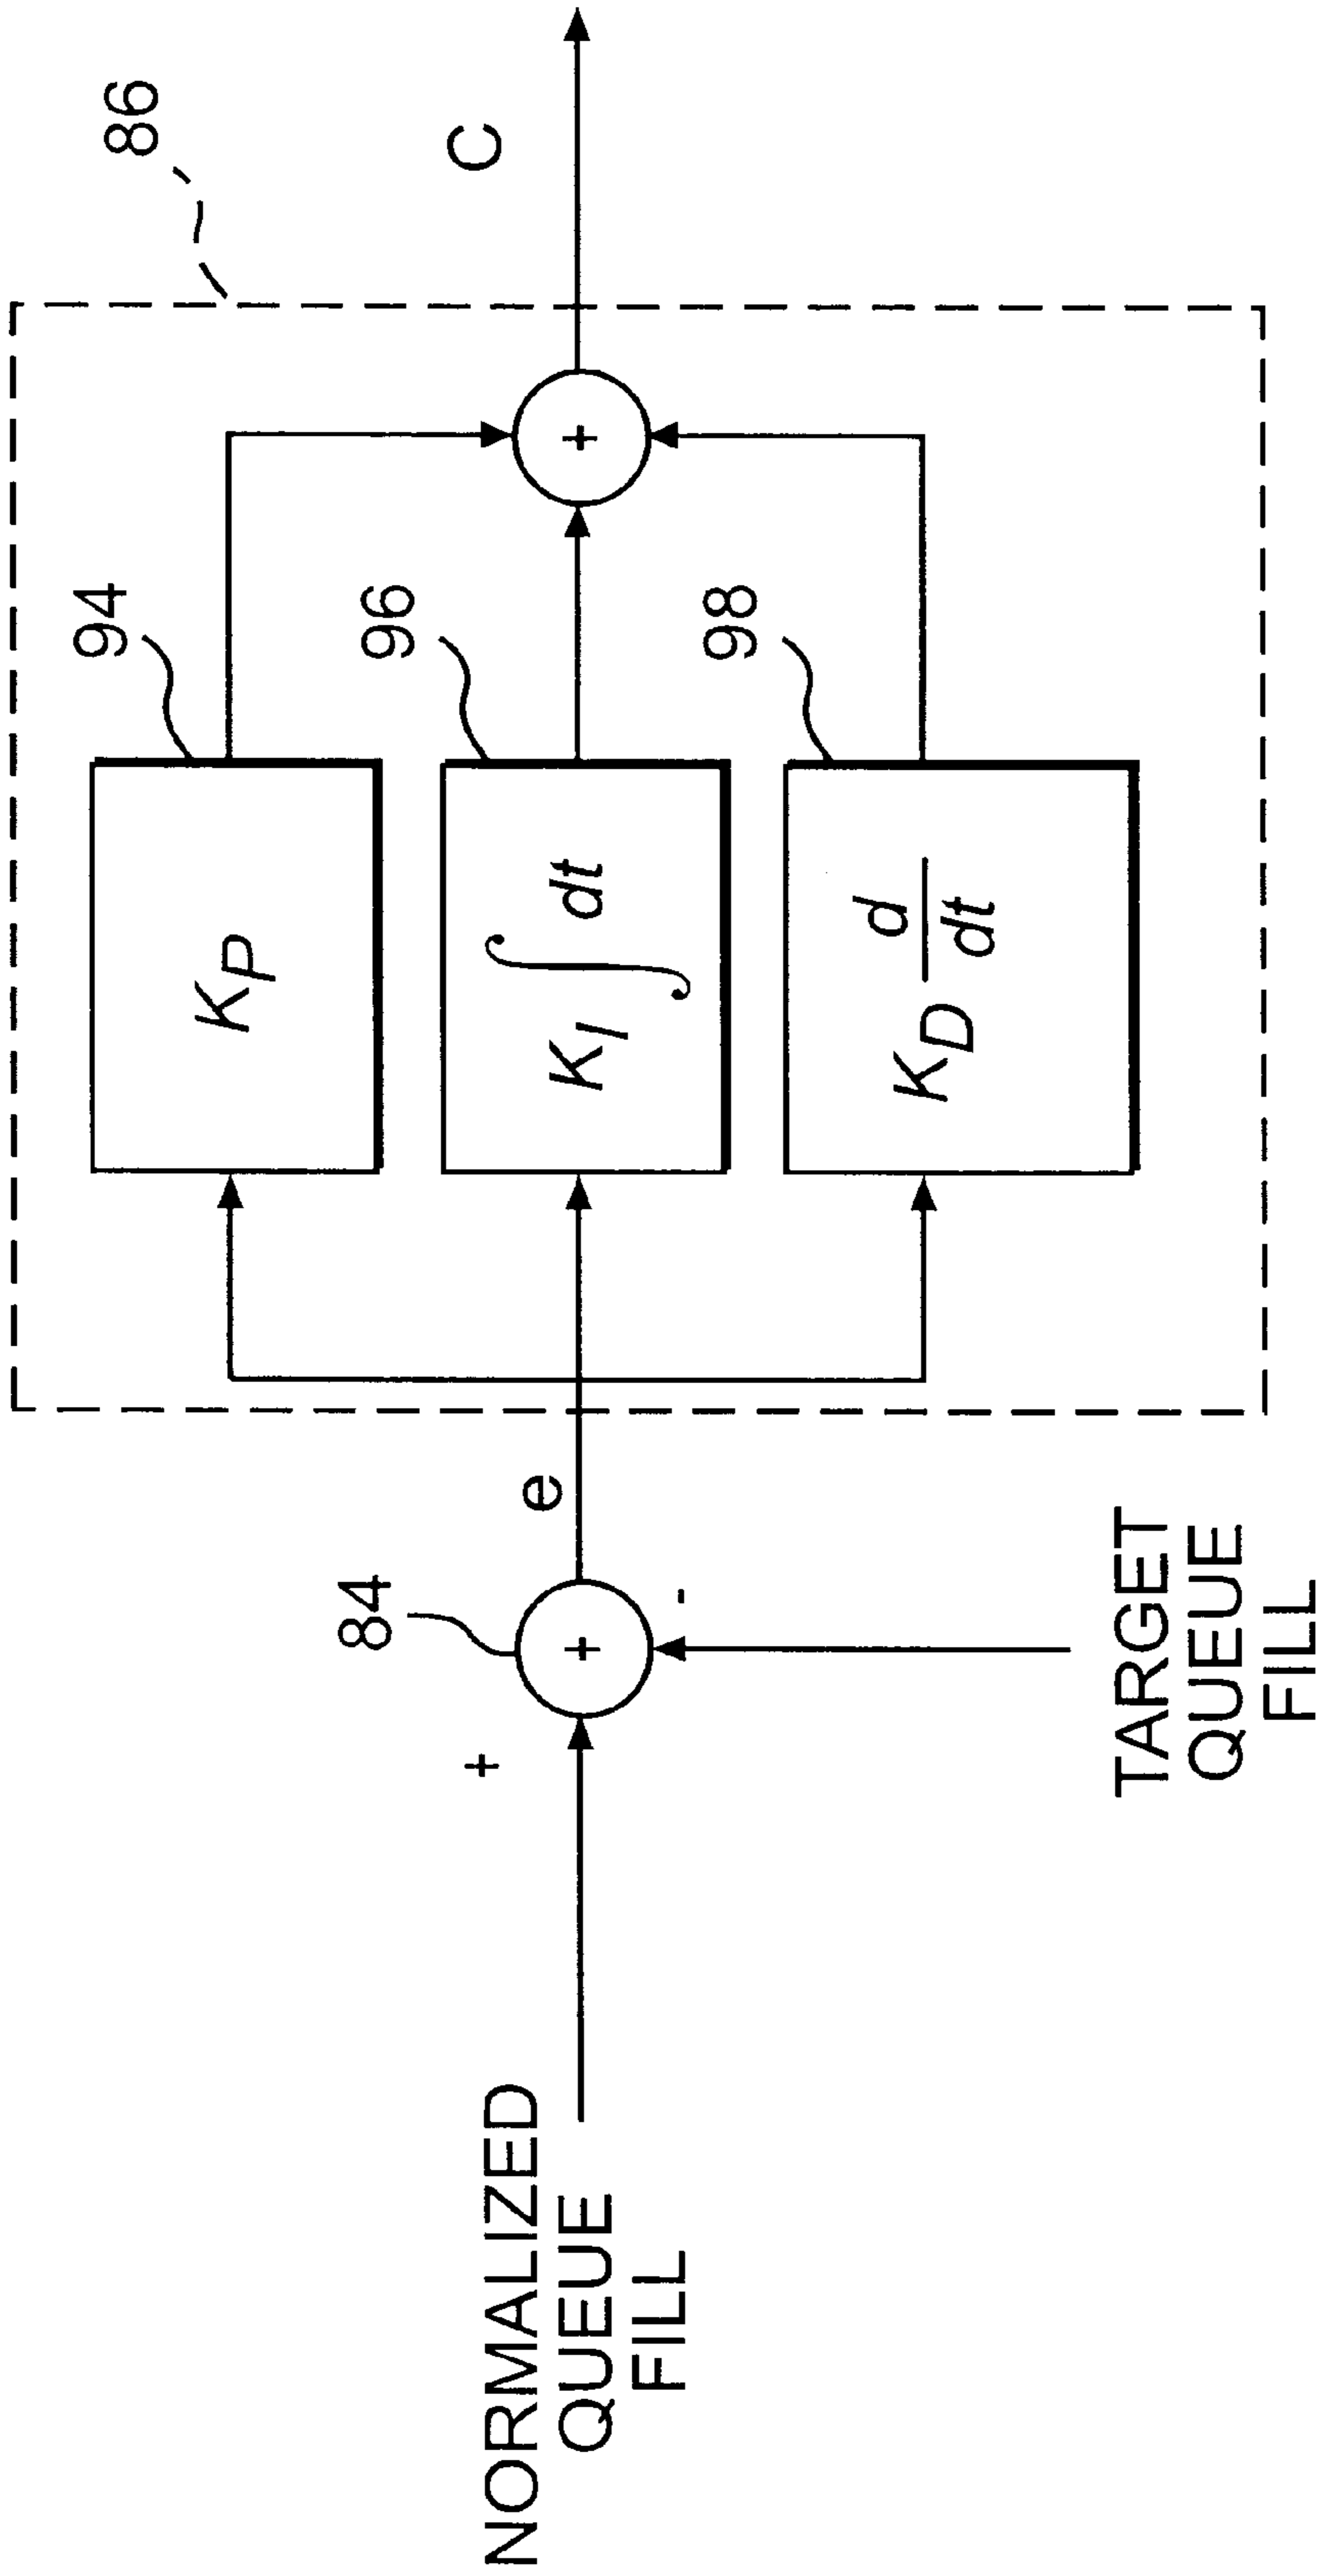 NORMALIZED
QUEUE
FILL
+
84
+
-
TARGET
QUEUE
FILL
e
86
94
K_P
96
K_I ∫ dt
98
K_D d/dt
+
C